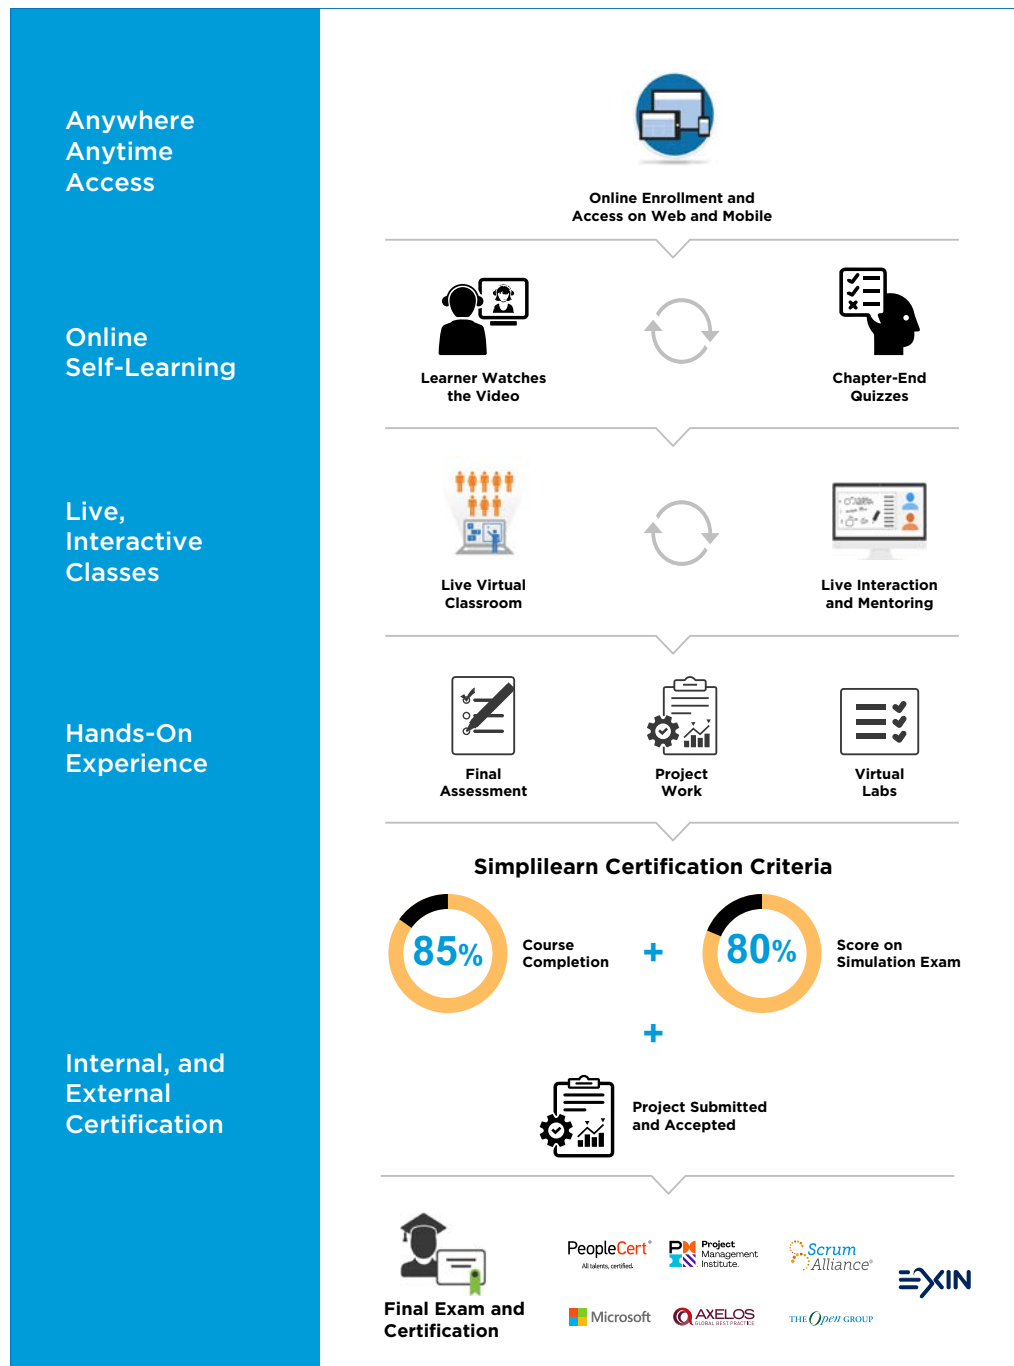 Anywhere
Anytime
Access
Online Enrollment and
Access on Web and Mobile
Online
Self-Learning
Learner Watches
the Video
Chapter-End
Quizzes
Live,
Interactive
Classes
Live Virtual
Classroom
Live Interaction
and Mentoring
Hands-On
Experience
Final
Assessment
Project
Work
Virtual
Labs
Simplilearn Certification Criteria
85%
Course
Completion
+
80%
Score on
Simulation Exam
+
Internal, and
External
Certification
Project Submitted
and Accepted
Final Exam and
Certification
PeopleCert®
All talents, certified.
Project
Management
Institute.
Scrum
Alliance®
EXIN
Microsoft
AXELOS
GLOBAL BEST PRACTICE
THE Open GROUP